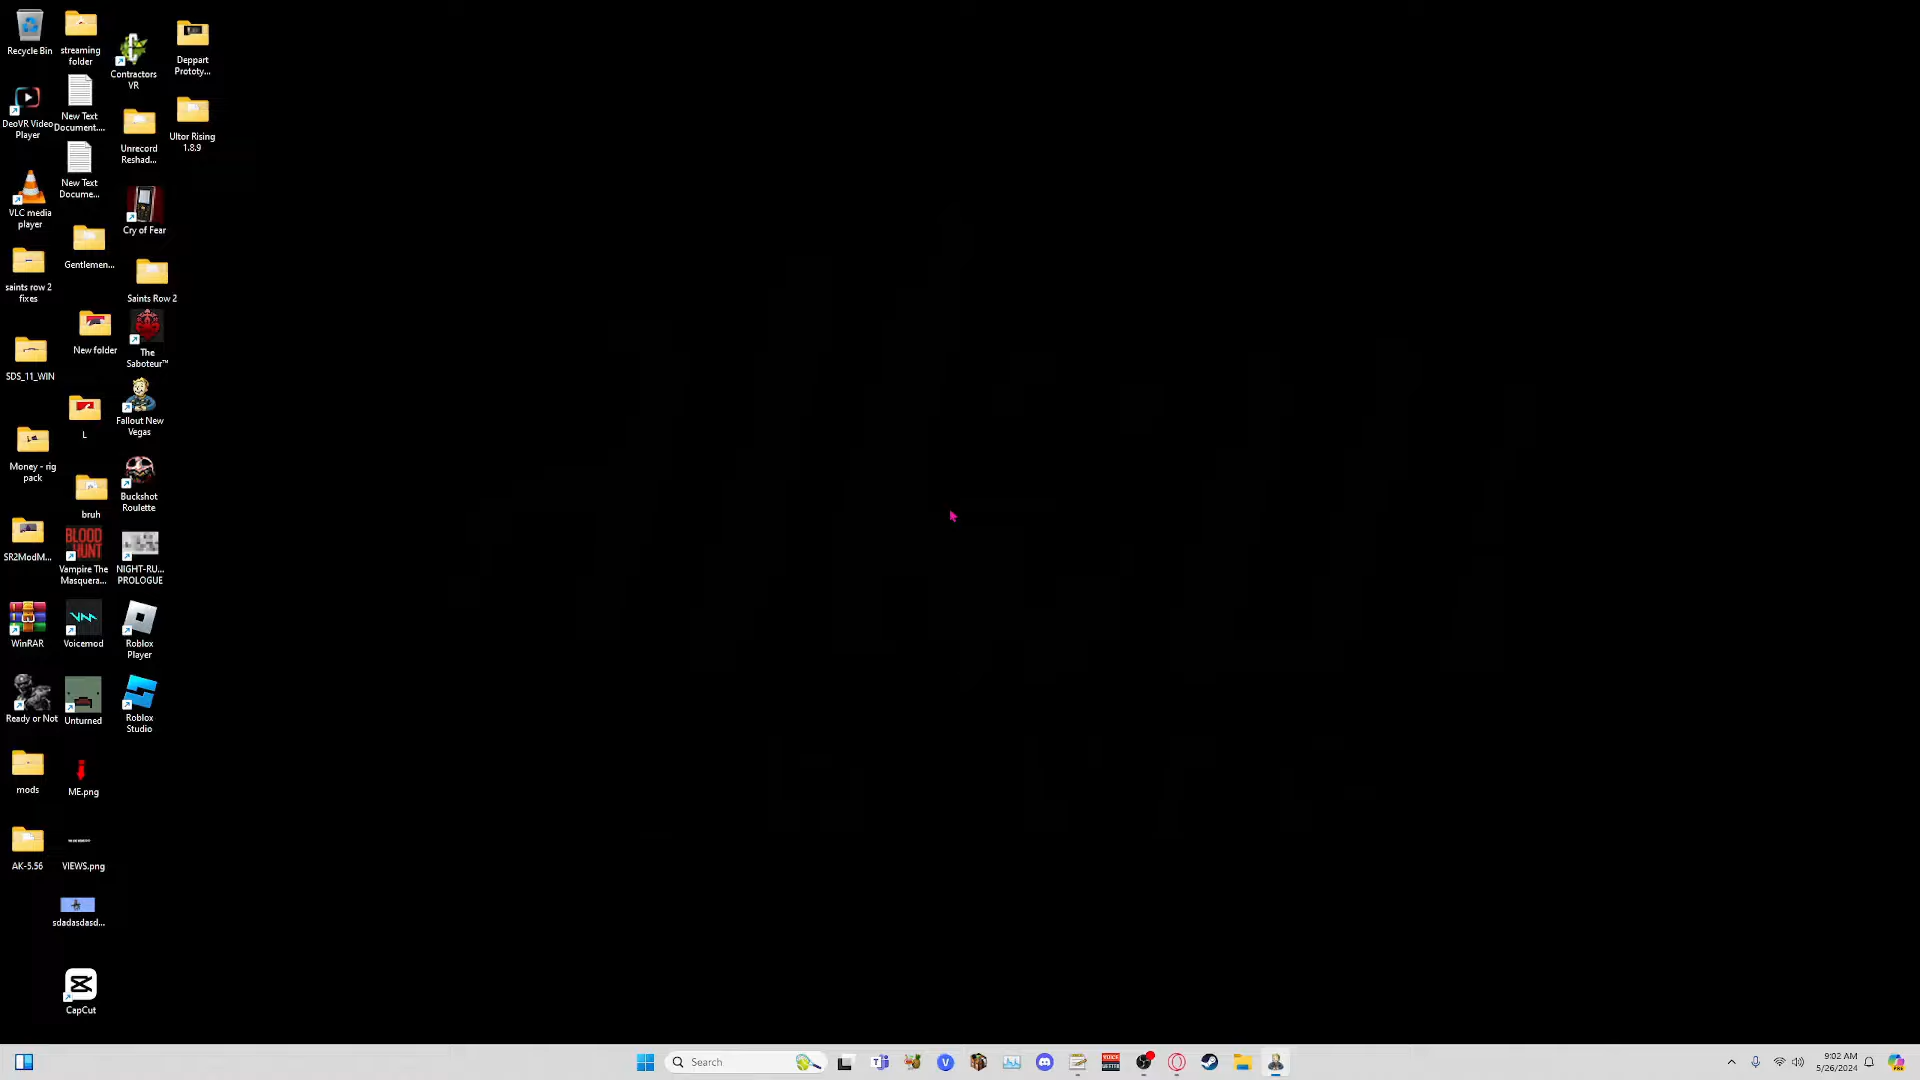 Recycle Bin
streaming
folder
Contractors
VR
Deppart
Prototy...
DeoVR Video
Player
New Text
Document....
Unrecord
Reshad...
Ultor Rising
1.8.9
VLC media
player
New Text
Docume...
Cry of Fear
saints row 2
fixes
Gentlemen...
Saints Row 2
SDS_11_WIN
New folder
The
Saboteur™
Money - rig
pack
L
Fallout New
Vegas
bruh
Buckshot
Roulette
SR2ModM...
BLOOD
HUNT
Vampire The
Masquera...
NIGHT-RU...
PROLOGUE
WinRAR
Voicemod
Roblox
Player
Ready or Not
Unturned
Roblox
Studio
mods
ME.png
AK-5.56
VIEWS.png
sdadasdasd...
CapCut
Search
9:02 AM
5/26/2024